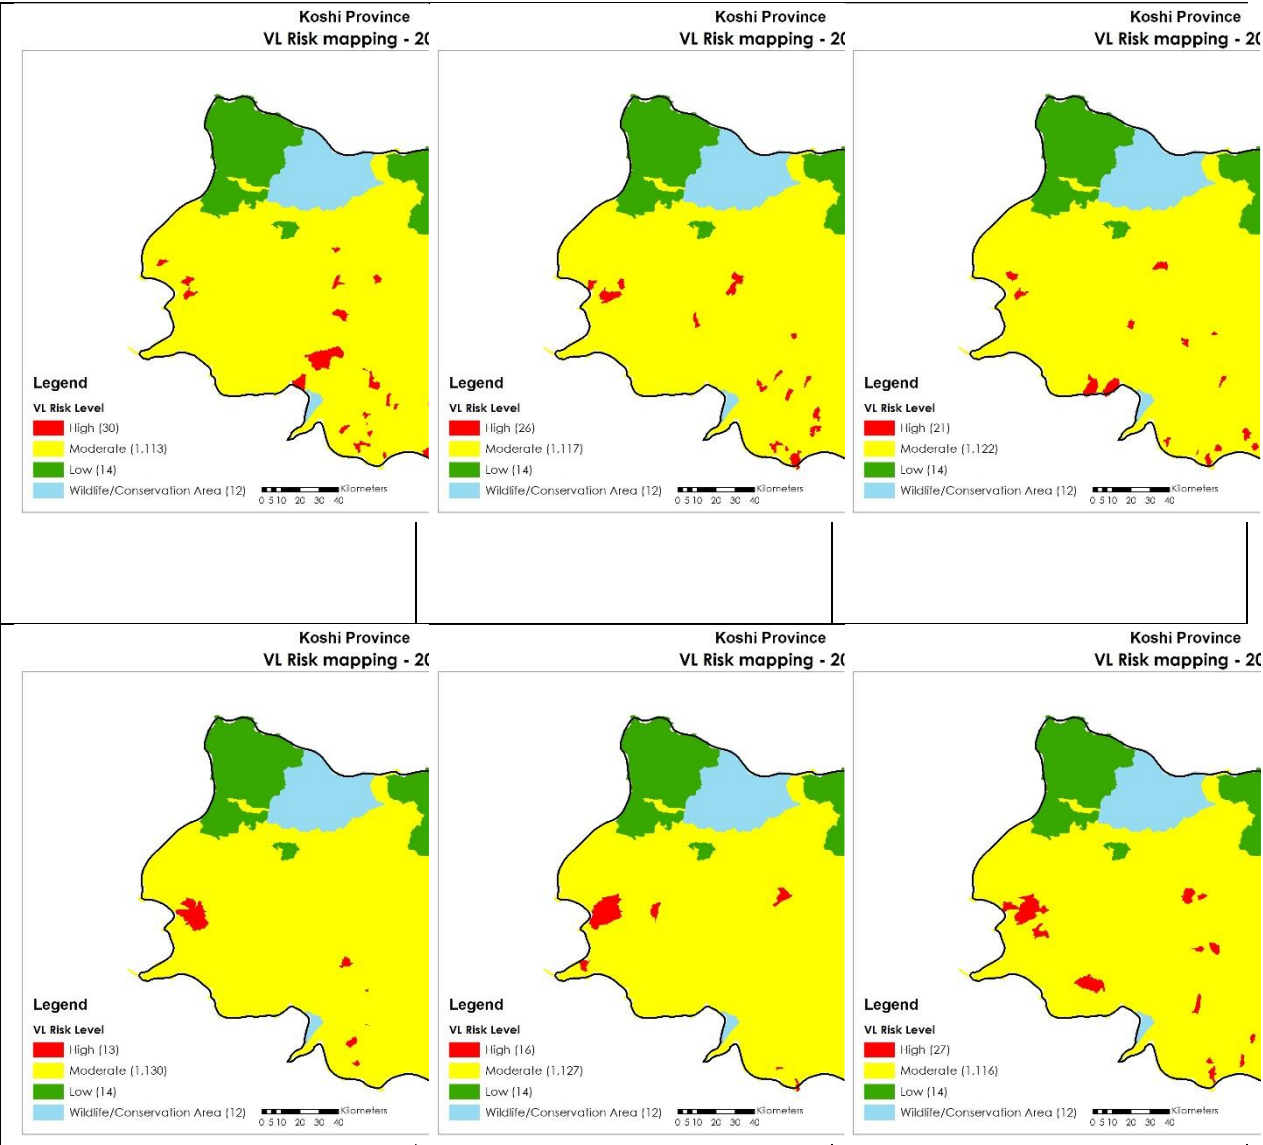 Koshi Province
VL Risk mapping - 20
Legend
VL Risk Level
High (30)
Moderate (1,113)
Low (14)
Wildlife/Conservation Area (12)
Kilometers
0 5 10 20 30 40
Koshi Province
VL Risk mapping - 20
Legend
VL Risk Level
High (26)
Moderate (1,117)
Low (14)
Wildlife/Conservation Area (12)
Kilometers
0 5 10 20 30 40
Koshi Province
VL Risk mapping - 20
Legend
VL Risk Level
High (21)
Moderate (1,122)
Low (14)
Wildlife/Conservation Area (12)
Kilometers
0 5 10 20 30 40
Koshi Province
VL Risk mapping - 20
Legend
VL Risk Level
High (13)
Moderate (1,130)
Low (14)
Wildlife/Conservation Area (12)
Kilometers
0 5 10 20 30 40
Koshi Province
VL Risk mapping - 20
Legend
VL Risk Level
High (16)
Moderate (1,127)
Low (14)
Wildlife/Conservation Area (12)
Kilometers
0 5 10 20 30 40
Koshi Province
VL Risk mapping - 20
Legend
VL Risk Level
High (27)
Moderate (1,116)
Low (14)
Wildlife/Conservation Area (12)
Kilometers
0 5 10 20 30 40